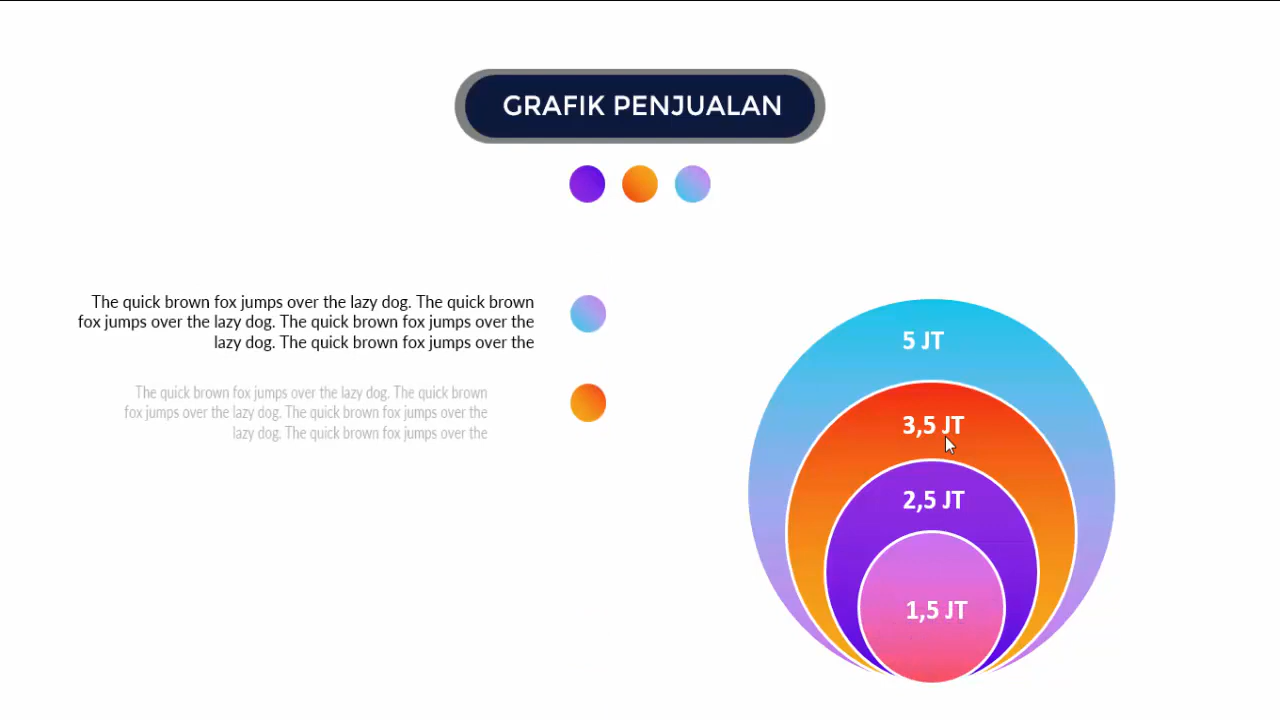 GRAFIK PENJUALAN
The quick brown fox jumps over the lazy dog. The quick brown
fox jumps over the lazy dog. The quick brown fox jumps over the
lazy dog. The quick brown fox jumps over the
The quick brown fox jumps over the lazy dog. The quick brown
fox jumps over the lazy dog. The quick brown fox jumps over the
lazy dog. The quick brown fox jumps over the
5 JT
3,5 JT
2,5 JT
1,5 JT